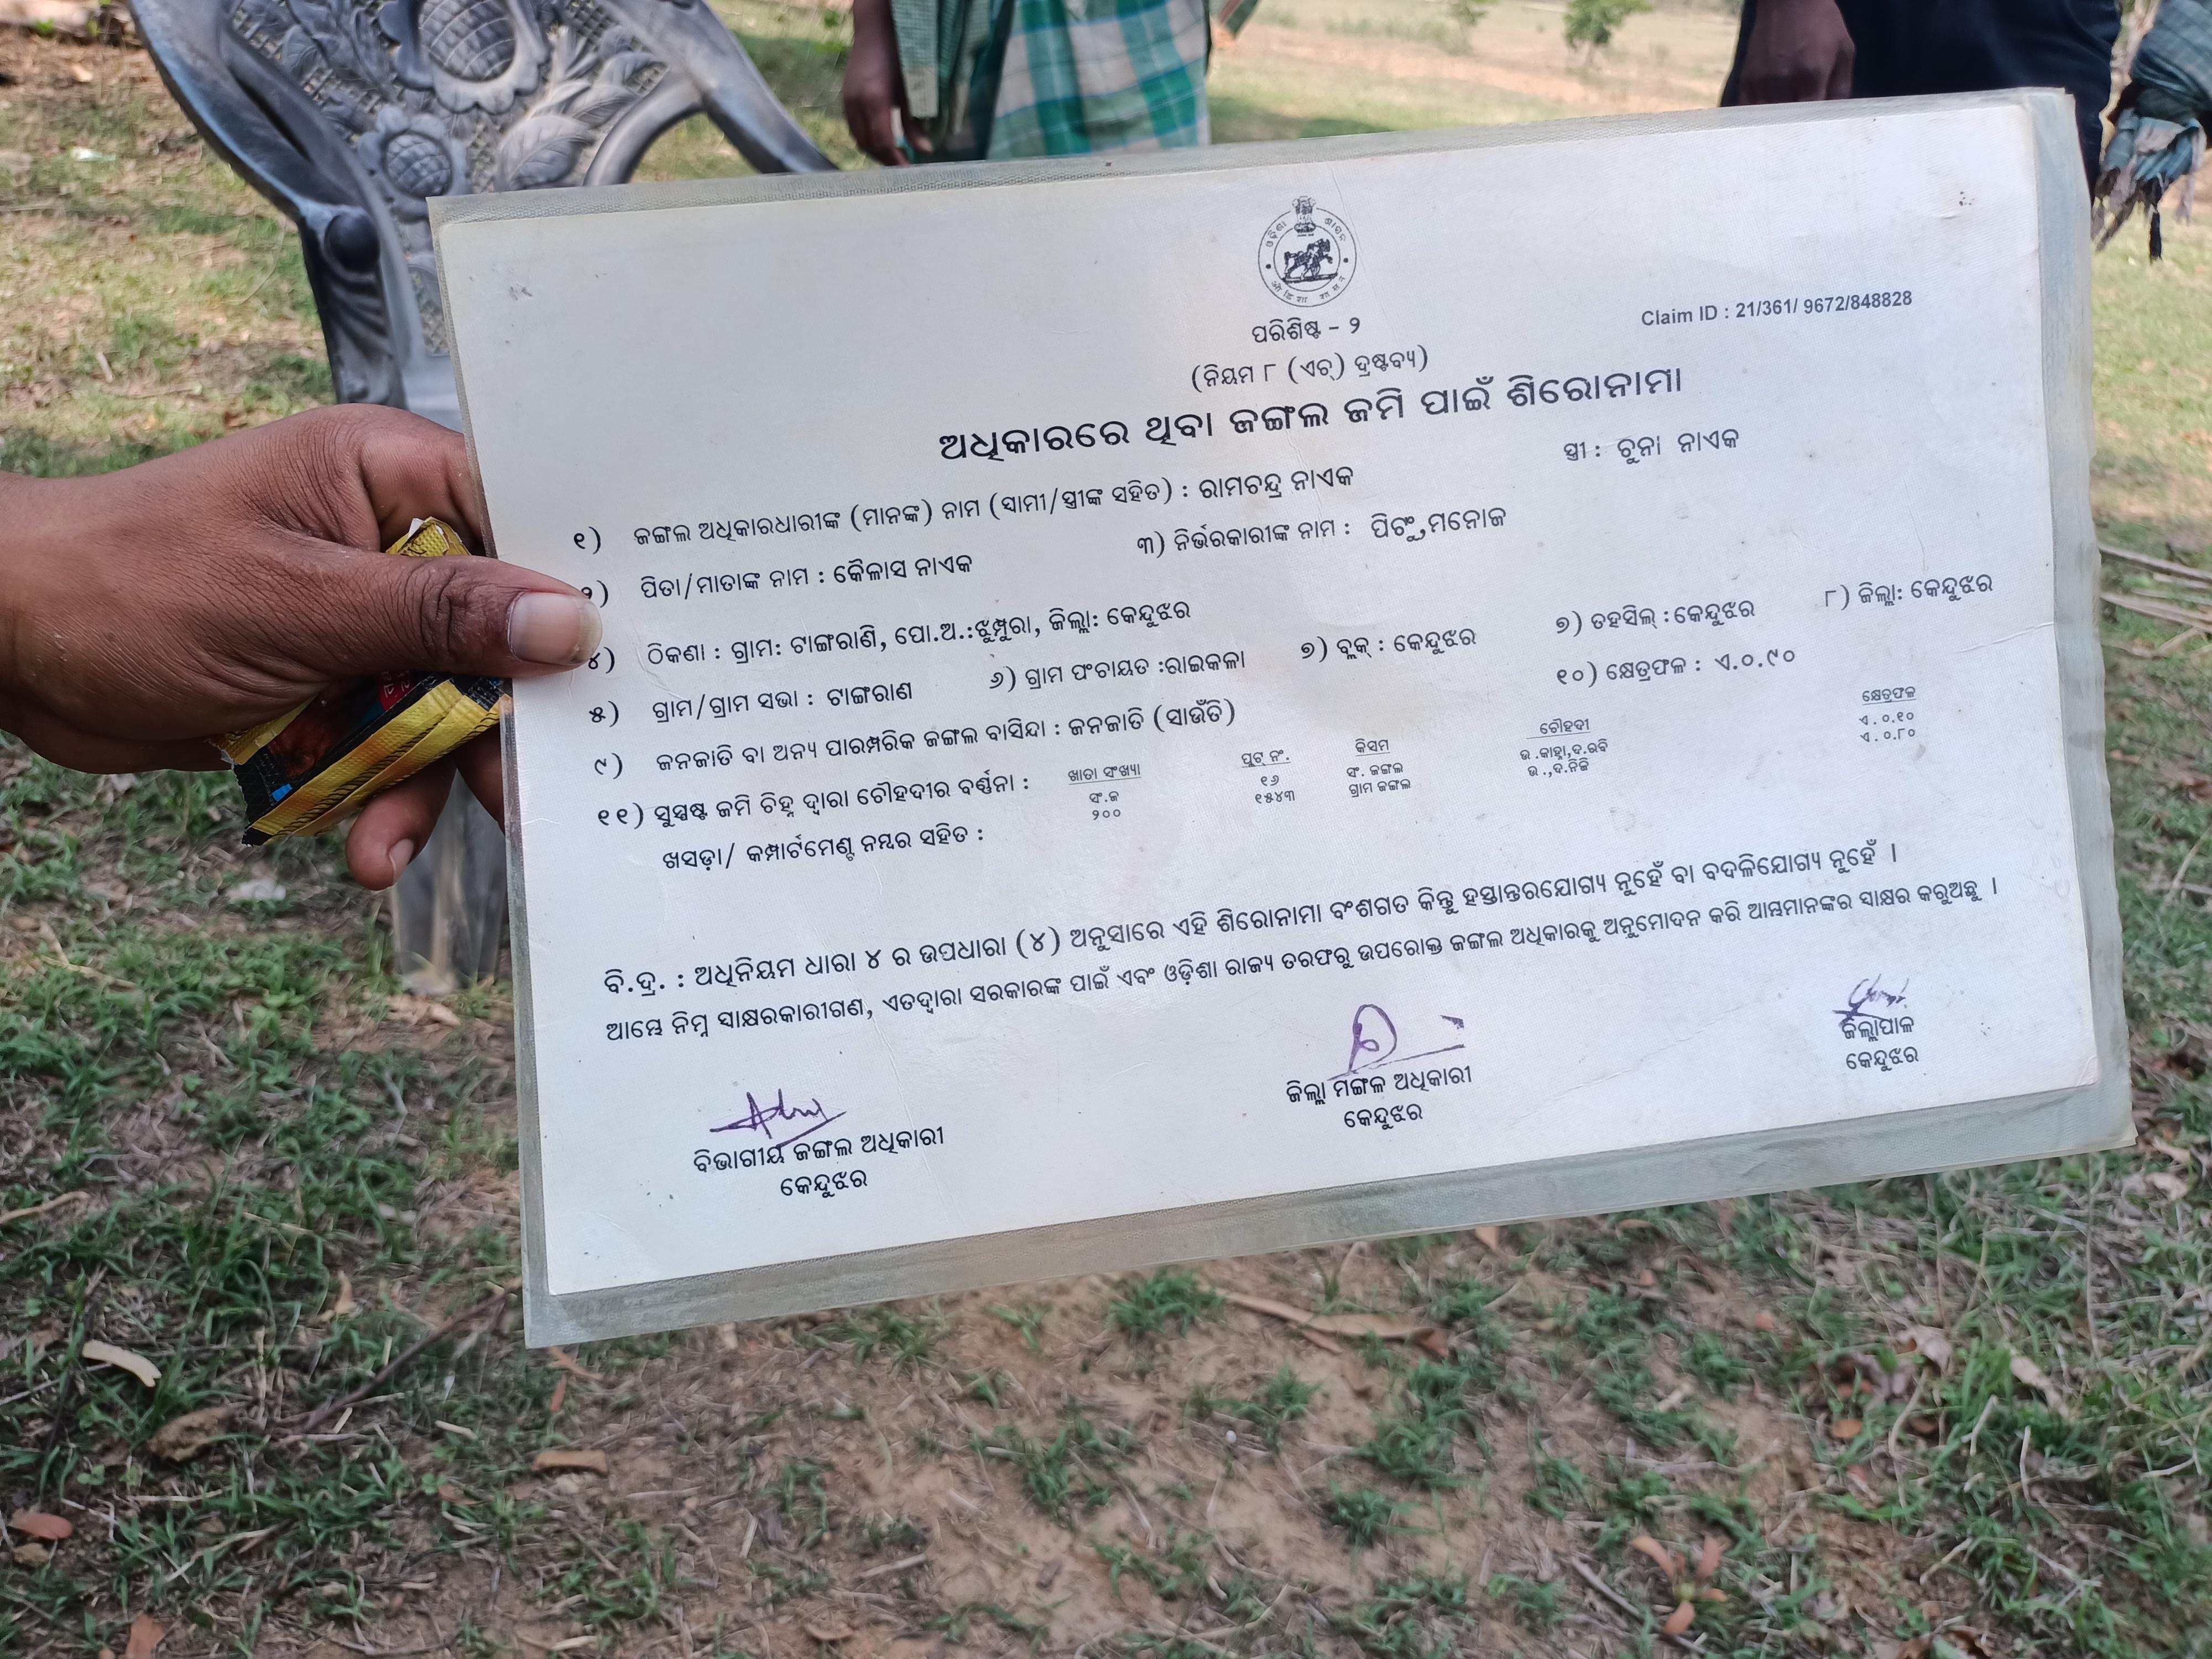 ଓଡ଼ିଶା ଶାସନ
ओडिशा शासन
ପରିଶିଷ୍ଟ - ୨
Claim ID : 21/361/ 9672/848828
(ନିୟମ ୮ (ଏଚ୍) ଦ୍ରଷ୍ଟବ୍ୟ)
ଅଧିକାରରେ ଥିବା ଜଙ୍ଗଲ ଜମି ପାଇଁ ଶିରୋନାମା
୧) ଜଙ୍ଗଲ ଅଧିକାରଧାରୀଙ୍କ (ମାନଙ୍କ) ନାମ (ସାମୀ/ସ୍ତ୍ରୀଙ୍କ ସହିତ) : ରାମଚନ୍ଦ୍ର ନାଏକ ସ୍ତ୍ରୀ : ଚୁନା ନାଏକ
୨) ପିତା/ମାତାଙ୍କ ନାମ : କୈଳାସ ନାଏକ ୩) ନିର୍ଭରକାରୀଙ୍କ ନାମ : ପିଟଂୁ,ମନୋଜ
୪) ଠିକଣା : ଗ୍ରାମ: ଟାଙ୍ଗରାଣି, ପୋ.ଅ.:ଝୁମ୍ପୁରା, ଜିଲ୍ଲା: କେନ୍ଦୁଝର
୫) ଗ୍ରାମ/ଗ୍ରାମ ସଭା : ଟାଙ୍ଗରାଣ ୬) ଗ୍ରାମ ପଂଚାୟତ :ରାଇକଳା ୭) ବ୍ଲକ୍ : କେନ୍ଦୁଝର ୭) ତହସିଲ୍ :କେନ୍ଦୁଝର ୮) ଜିଲ୍ଲା: କେନ୍ଦୁଝର
୯) ଜନଜାତି ବା ଅନ୍ୟ ପାରମ୍ପରିକ ଜଙ୍ଗଲ ବାସିନ୍ଦା : ଜନଜାତି (ସାଉଁତି) ୧୦) କ୍ଷେତ୍ରଫଳ : ଏ.୦.୯୦
୧୧) ସୁସ୍ପଷ୍ଟ ଜମି ଚିହ୍ନ ଦ୍ୱାରା ଚୌହଦୀର ବର୍ଣ୍ଣନା : ଖାତା ସଂଖ୍ୟା ପ୍ଲଟ୍ ନଂ. କିସମ ଚୌହଦୀ କ୍ଷେତ୍ରଫଳ
ସଂ.ଜ ୧୬ ସଂ. ଜଙ୍ଗଲ ଉ.କାହ୍ନା,ଦ.ରବି ଏ.୦.୧୦
୨୦୦ ୧୫୪୩ ଗ୍ରାମ ଜଙ୍ଗଲ ଉ.,ଦ.ନିଜି ଏ.୦.୮୦
ଖସଡ଼ା/ କମ୍ପାର୍ଟମେଣ୍ଟ ନମ୍ବର ସହିତ :
ବି.ଦ୍ର. : ଅଧିନିୟମ ଧାରା ୪ ର ଉପଧାରା (୪) ଅନୁସାରେ ଏହି ଶିରୋନାମା ବଂଶଗତ କିନ୍ତୁ ହସ୍ତାନ୍ତରଯୋଗ୍ୟ ନୁହେଁ ବା ବଦଳିଯୋଗ୍ୟ ନୁହେଁ ।
ଆମ୍ଭେ ନିମ୍ନ ସାକ୍ଷରକାରୀଗଣ, ଏତଦ୍ୱାରା ସରକାରଙ୍କ ପାଇଁ ଏବଂ ଓଡ଼ିଶା ରାଜ୍ୟ ତରଫରୁ ଉପରୋକ୍ତ ଜଙ୍ଗଲ ଅଧିକାରକୁ ଅନୁମୋଦନ କରି ଆମ୍ଭମାନଙ୍କର ସାକ୍ଷର କରୁଅଛୁ ।
ବିଭାଗୀୟ ଜଙ୍ଗଲ ଅଧିକାରୀ
କେନ୍ଦୁଝର
ଜିଲ୍ଲା ମଙ୍ଗଳ ଅଧିକାରୀ
କେନ୍ଦୁଝର
ଜିଲ୍ଲାପାଳ
କେନ୍ଦୁଝର